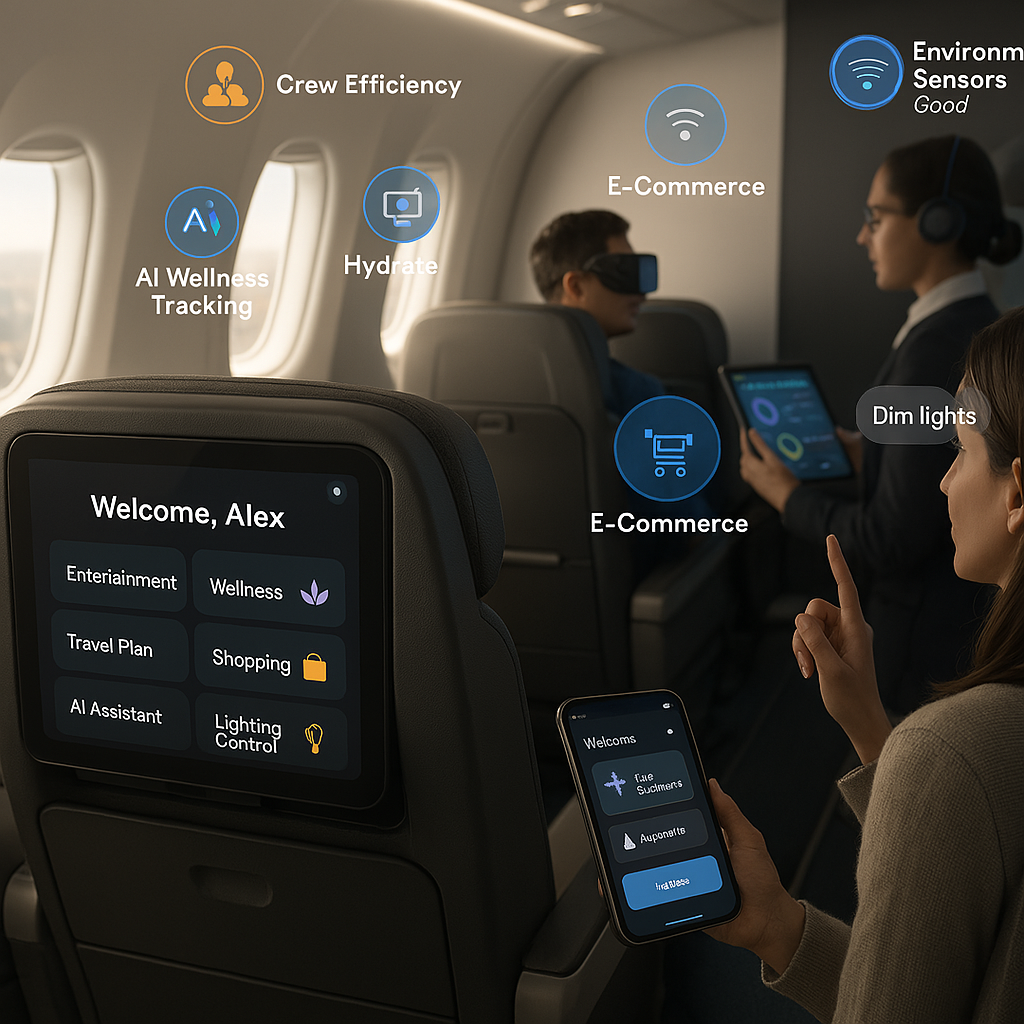 Crew Efficiency
Environm
Sensors
Good
E-Commerce
Ai
AI Wellness
Tracking
Hydrate
Dim lights
E-Commerce
Welcome, Alex
Enteriainment
Wellness
Travel Plan
Shopping
AI Assistant
Lighting
Control
Welcoms